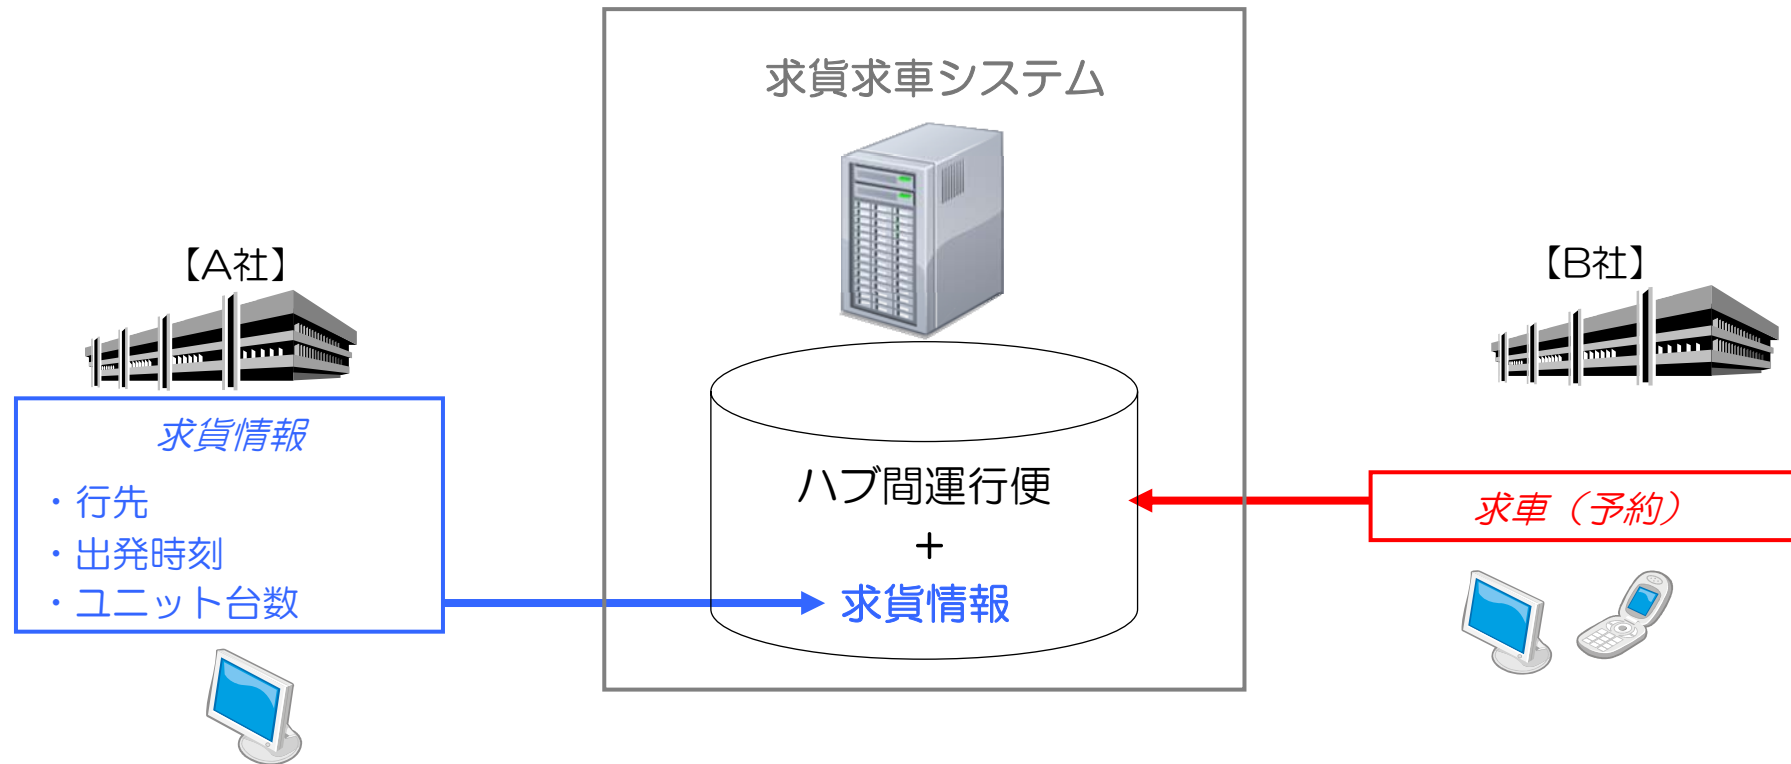 求貨求車システム
【A社】
求貨情報
・行先
・出発時刻
・ユニット台数
ハブ間運行便
+
求貨情報
【B社】
求車(予約)